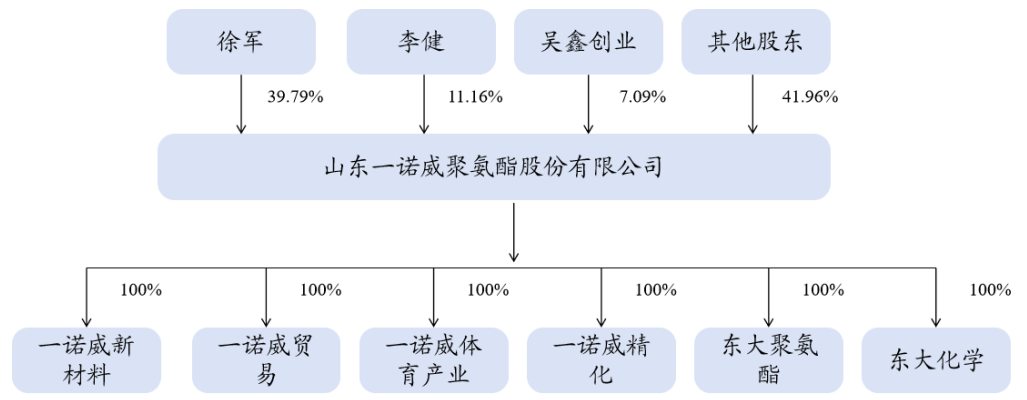 徐军
李健
吴鑫创业
其他股东
39.79%
11.16%
7.09%
41.96%
山东一诺威聚氨酯股份有限公司
100%
100%
100%
100%
100%
100%
一诺威新
材料
一诺威贸
易
一诺威体
育产业
一诺威精
化
东大聚氨
酯
东大化学